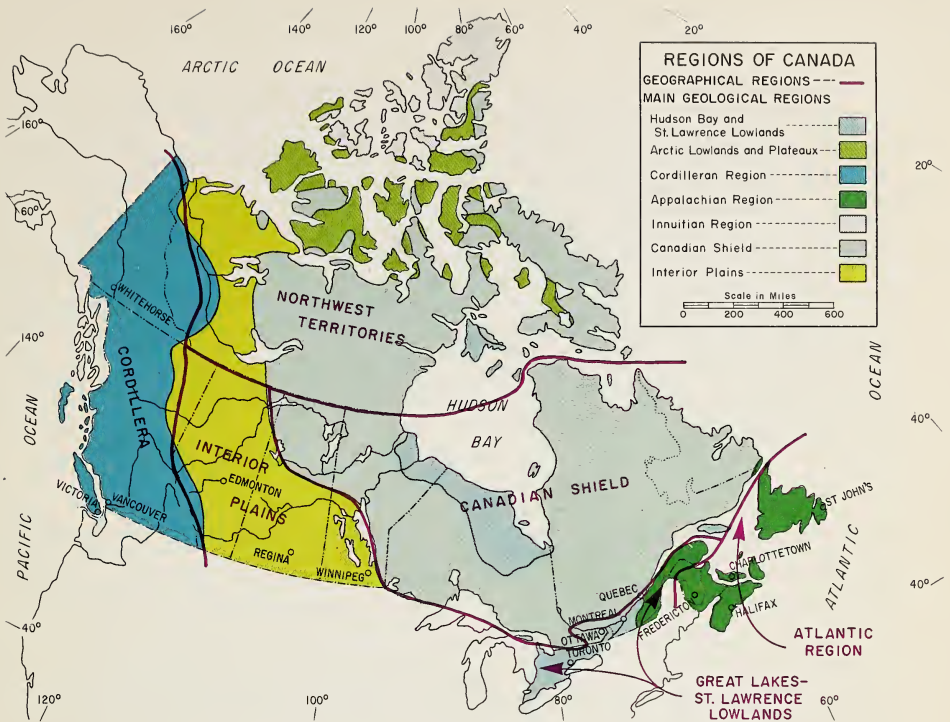 160° 140° 120° 100° 80° 60° 40° 20°
ARCTIC OCEAN
REGIONS OF CANADA
GEOGRAPHICAL REGIONS
MAIN GEOLOGICAL REGIONS
Hudson Bay and
St. Lawrence Lowlands
Arctic Lowlands and Plateaux
Cordilleran Region
Appalachian Region
Innuitian Region
Canadian Shield
Interior Plains
Scale in Miles
0 200 400 600
160°
20°
60°
WHITEHORSE
NORTHWEST
TERRITORIES
140°
CORDILLERA
OCEAN
HUDSON
BAY
OCEAN
40°
INTERIOR
PLAINS
EDMONTON
CANADIAN SHIELD
VICTORIA
VANCOUVER
ST JOHN'S
PACIFIC
REGINA
WINNIPEG
QUEBEC
CHARLOTTETOWN
ATLANTIC
40°
MONTREAL
FREDERICTON
HALIFAX
OTTAWA
TORONTO
40°
ATLANTIC
REGION
GREAT LAKES-
ST. LAWRENCE
LOWLANDS
120°
100°
80°
60°